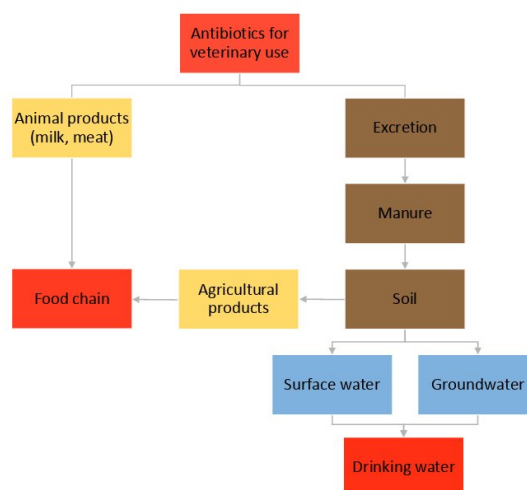 Antibiotics for
veterinary use
Animal products
(milk, meat)
Excretion
Manure
Food chain
Agricultural
products
Soil
Surface water
Groundwater
Drinking water